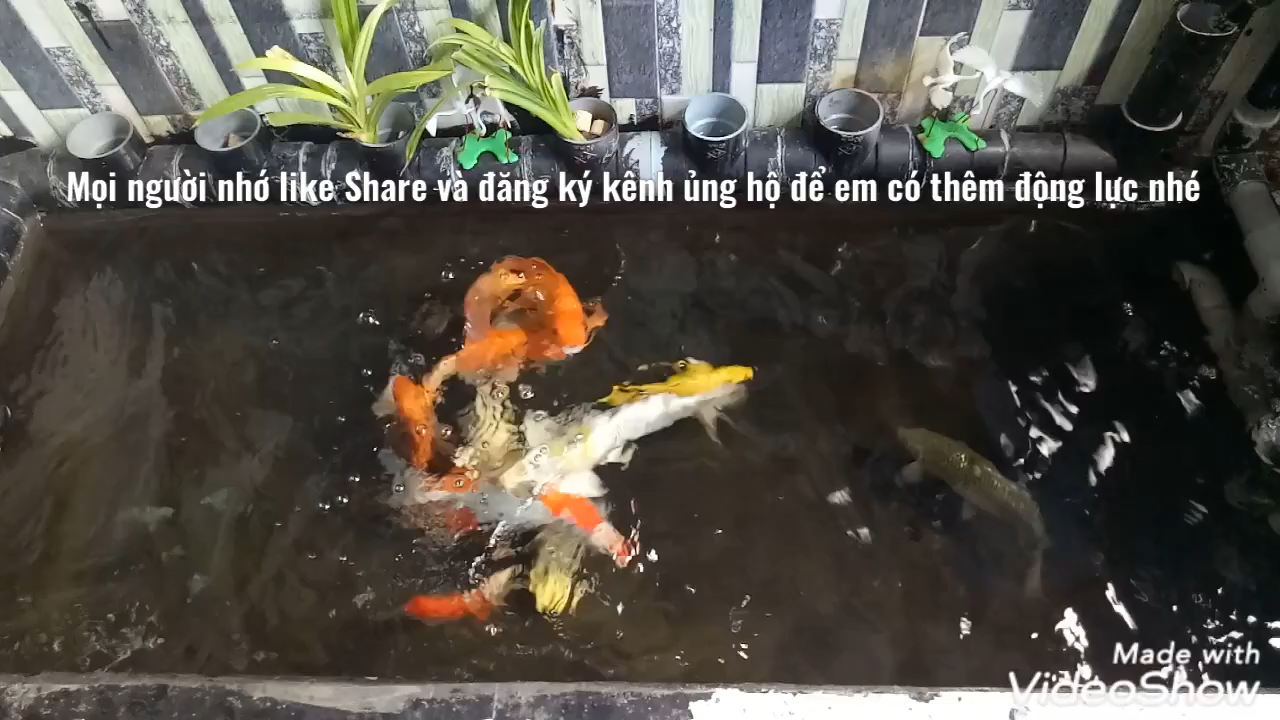 Mọi người nhớ like Share và đăng ký kênh ủng hộ để em có thêm động lực nhé
Made with
VideoShow